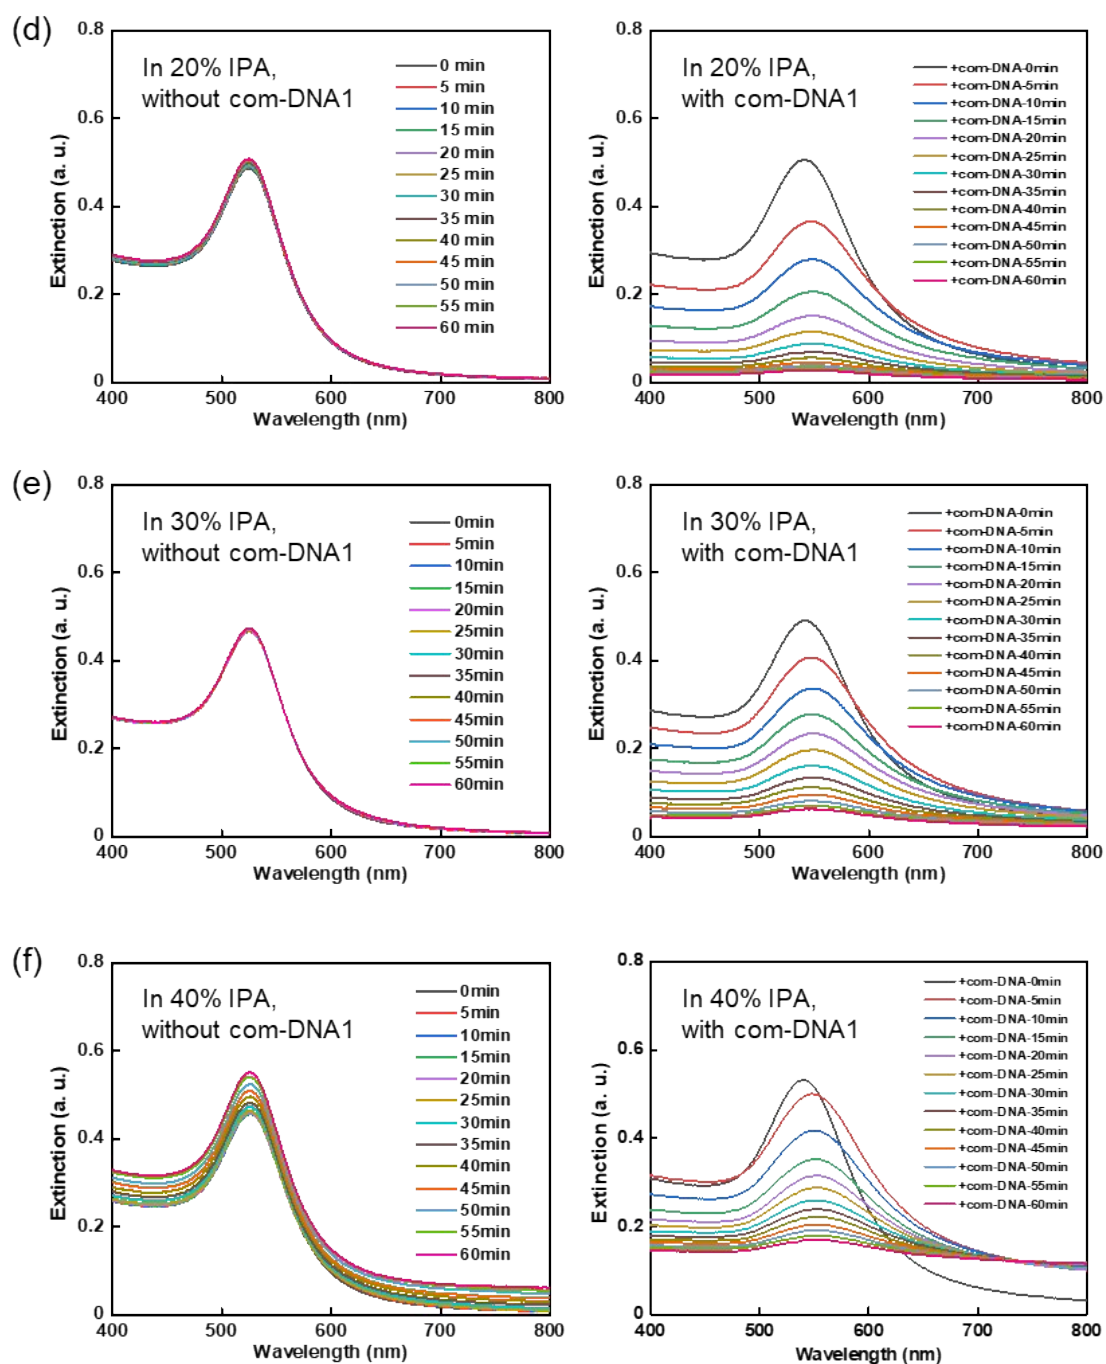 (d)
0.8
0.6
0.4
0.2
0
Extinction (a. u.)
In 20% IPA,
without com-DNA1
0 min
5 min
10 min
15 min
20 min
25 min
30 min
35 min
40 min
45 min
50 min
55 min
60 min
400 500 600 700 800
Wavelength (nm)
0.8
0.6
0.4
0.2
0
Extinction (a. u.)
In 20% IPA,
with com-DNA1
+com-DNA-0min
+com-DNA-5min
+com-DNA-10min
+com-DNA-15min
+com-DNA-20min
+com-DNA-25min
+com-DNA-30min
+com-DNA-35min
+com-DNA-40min
+com-DNA-45min
+com-DNA-50min
+com-DNA-55min
+com-DNA-60min
400 500 600 700 800
Wavelength (nm)
(e)
0.8
0.6
0.4
0.2
0
Extinction (a. u.)
In 30% IPA,
without com-DNA1
0min
5min
10min
15min
20min
25min
30min
35min
40min
45min
50min
55min
60min
400 500 600 700 800
Wavelength (nm)
0.8
0.6
0.4
0.2
0
Extinction (a. u.)
In 30% IPA,
with com-DNA1
+com-DNA-0min
+com-DNA-5min
+com-DNA-10min
+com-DNA-15min
+com-DNA-20min
+com-DNA-25min
+com-DNA-30min
+com-DNA-35min
+com-DNA-40min
+com-DNA-45min
+com-DNA-50min
+com-DNA-55min
+com-DNA-60min
400 500 600 700 800
Wavelength (nm)
(f)
0.8
0.6
0.4
0.2
0
Extinction (a. u.)
In 40% IPA,
without com-DNA1
0min
5min
10min
15min
20min
25min
30min
35min
40min
45min
50min
55min
60min
400 500 600 700 800
Wavelength (nm)
0.8
0.6
0.4
0.2
0
Extinction (a. u.)
In 40% IPA,
with com-DNA1
+com-DNA-0min
+com-DNA-5min
+com-DNA-10min
+com-DNA-15min
+com-DNA-20min
+com-DNA-25min
+com-DNA-30min
+com-DNA-35min
+com-DNA-40min
+com-DNA-45min
+com-DNA-50min
+com-DNA-55min
+com-DNA-60min
400 500 600 700 800
Wavelength (nm)